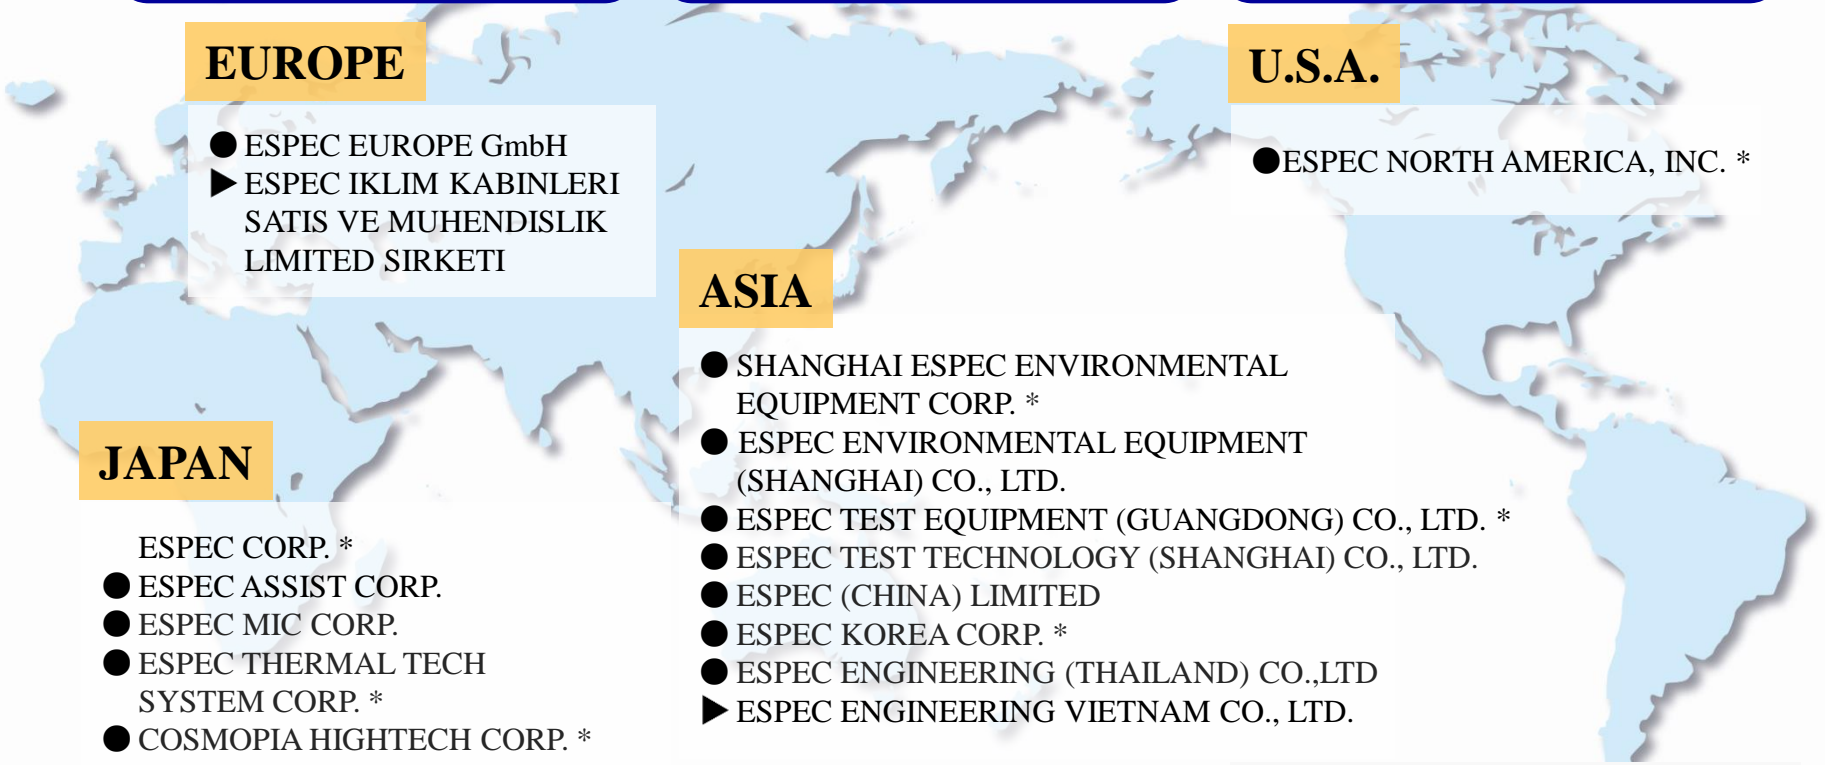 EUROPE
● ESPEC EUROPE GmbH
▶ ESPEC IKLIM KABINLERI
SATIS VE MUHENDISLIK
LIMITED SIRKETI
U.S.A.
●ESPEC NORTH AMERICA, INC. *
ASIA
● SHANGHAI ESPEC ENVIRONMENTAL
EQUIPMENT CORP. *
● ESPEC ENVIRONMENTAL EQUIPMENT
(SHANGHAI) CO., LTD.
● ESPEC TEST EQUIPMENT (GUANGDONG) CO., LTD. *
● ESPEC TEST TECHNOLOGY (SHANGHAI) CO., LTD.
● ESPEC (CHINA) LIMITED
● ESPEC KOREA CORP. *
● ESPEC ENGINEERING (THAILAND) CO.,LTD
▶ ESPEC ENGINEERING VIETNAM CO., LTD.
JAPAN
ESPEC CORP. *
● ESPEC ASSIST CORP.
● ESPEC MIC CORP.
● ESPEC THERMAL TECH
SYSTEM CORP. *
● COSMOPIA HIGHTECH CORP. *